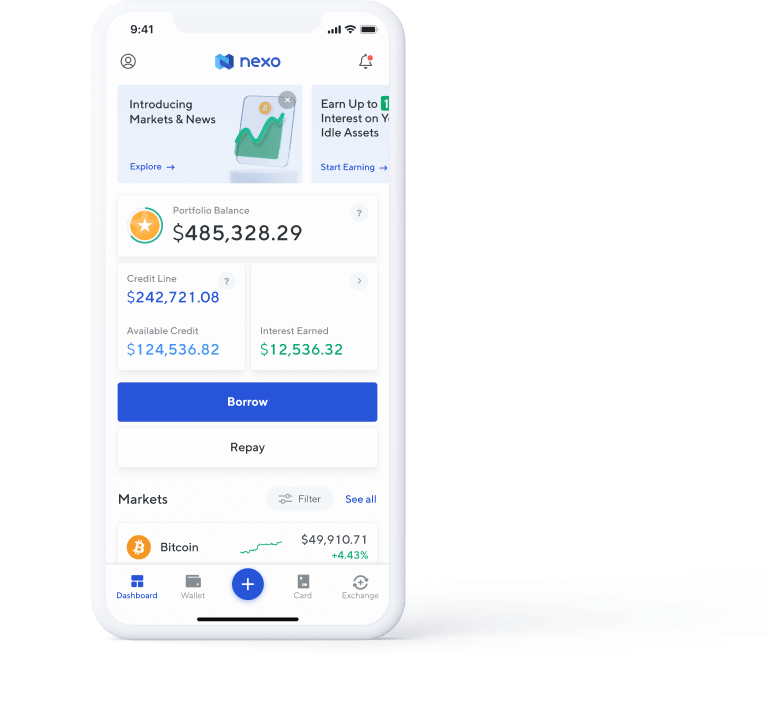 9:41
nexo
Introducing
Markets & News
Explore →
Earn Up to 1
Interest on Y
Idle Assets
Start Earning →
Portfolio Balance
?
$485,328.29
Credit Line
?
$242,721.08
Available Credit
$124,536.82
Interest Earned
$12,536.32
Borrow
Repay
Markets
Filter
See all
Bitcoin
$49,910.71
+4.43%
Dashboard
Wallet
Card
Exchange